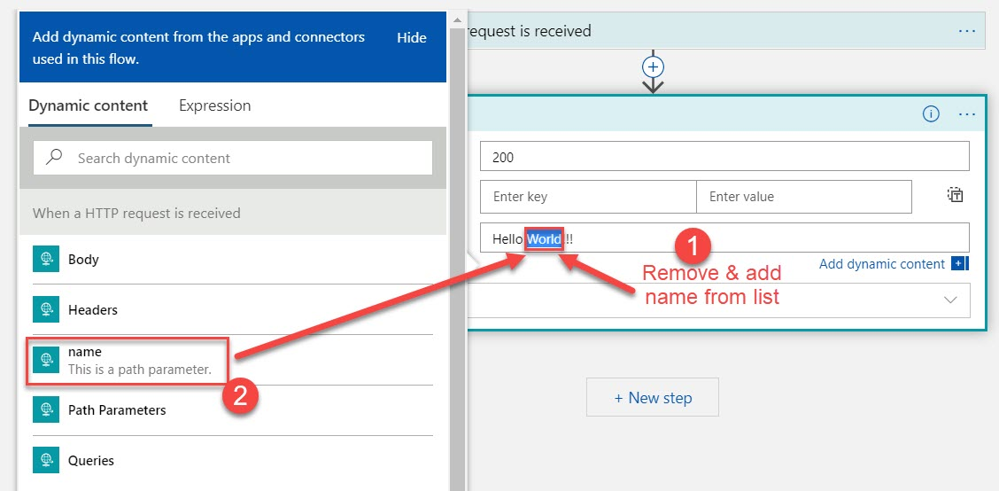 Add dynamic content from the apps and connectors
used in this flow.
Hide
Dynamic content
Expression
Search dynamic content
When a HTTP request is received
Body
Headers
name
This is a path parameter.
2
Path Parameters
Queries
request is received
200
Enter key
Enter value
T
Hello World !!
1
Remove & add
name from list
Add dynamic content
+ New step